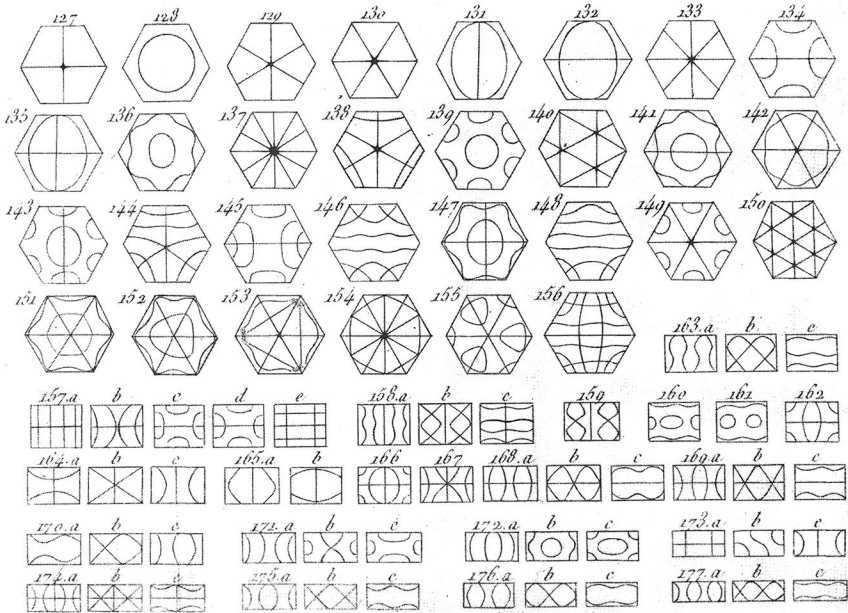 127 128 129 130 131 132 133 134
135 136 137 138 139 140 141 142
143 144 145 146 147 148 149 150
151 152 153 154 155 156
163.a b c
157.a b c d e 158.a b c 159 160 161 162
164.a b c 165.a b 166 167 168.a b c 169.a b c
170.a b c 171.a b c 172.a b c 173.a b c
174.a b c 175.a b c 176.a b c 177.a b c